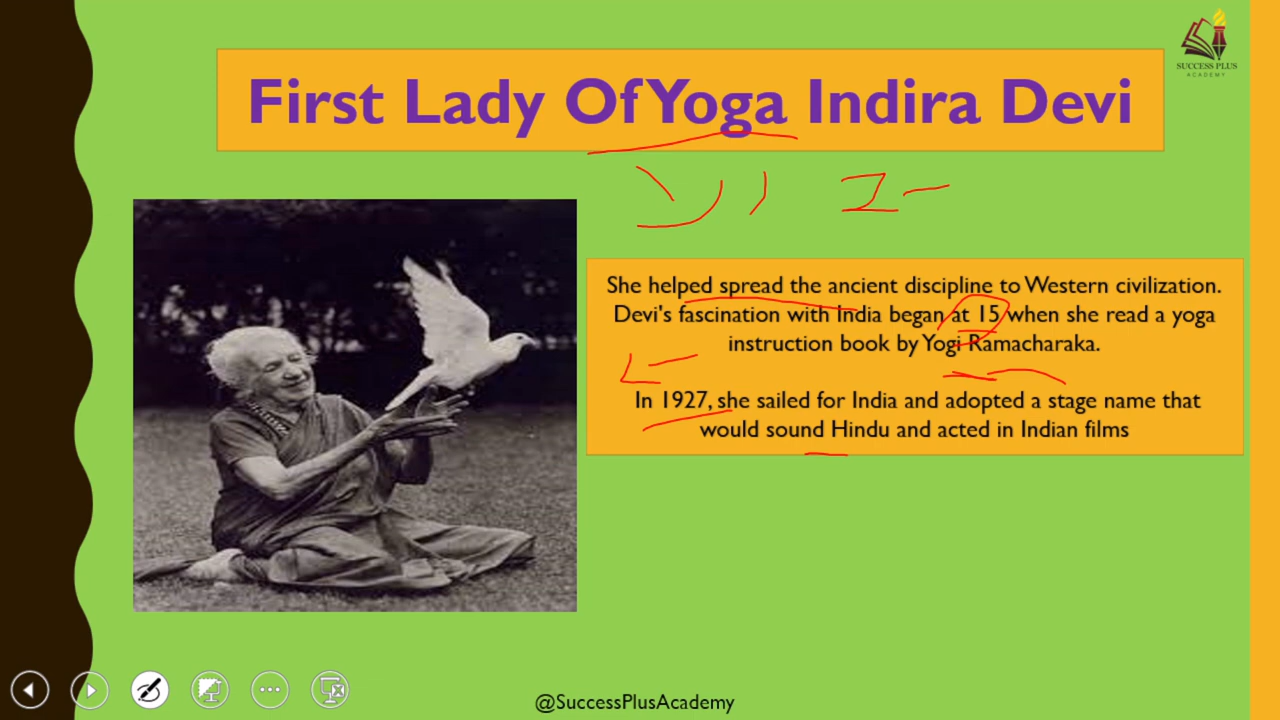 SUCCESS PLUS
ACADEMY
First Lady Of Yoga Indira Devi
She helped spread the ancient discipline to Western civilization.
Devi's fascination with India began at 15 when she read a yoga
instruction book by Yogi Ramacharaka.
In 1927, she sailed for India and adopted a stage name that
would sound Hindu and acted in Indian films
@SuccessPlusAcademy